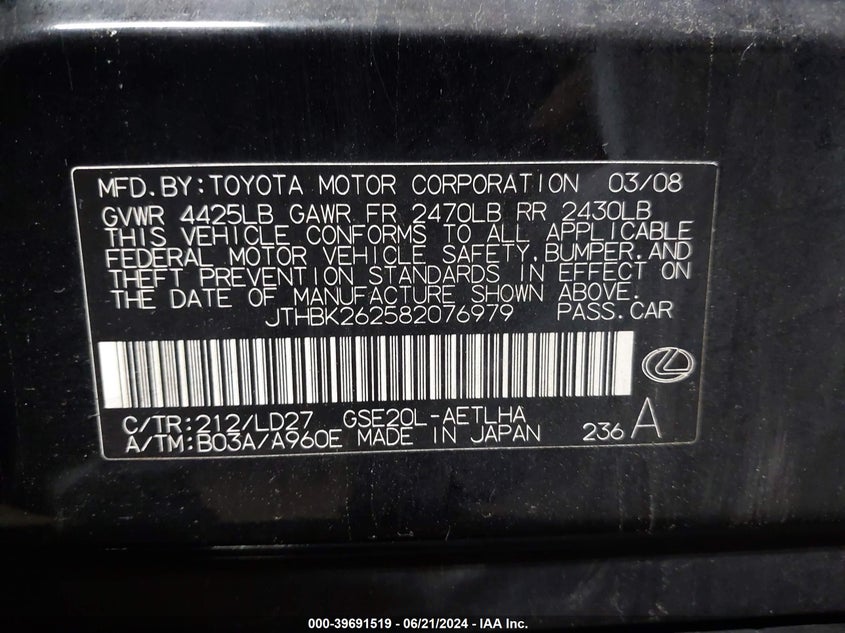 MFD.BY:TOYOTA MOTOR CORPORATION 03/08
GVWR 4425LB GAWR FR 2470LB RR 2430LB
THIS VEHICLE CONFORMS TO ALL APPLICABLE
FEDERAL MOTOR VEHICLE SAFETY,BUMPER,AND
THEFT PREVENTION STANDARDS IN EFFECT ON
THE DATE OF MANUFACTURE SHOWN ABOVE.
JTHBK262582076979 PASS.CAR
C/TR:212/LD27 GSE20L-AETLHA
A/TM:B03A/A960E MADE IN JAPAN 236 A
000-39691519 - 06/21/2024 - IAA Inc.